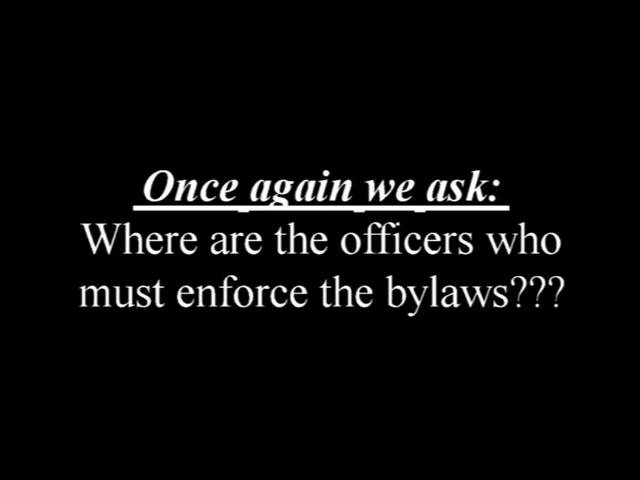 Once again we ask:
Where are the officers who
must enforce the bylaws???